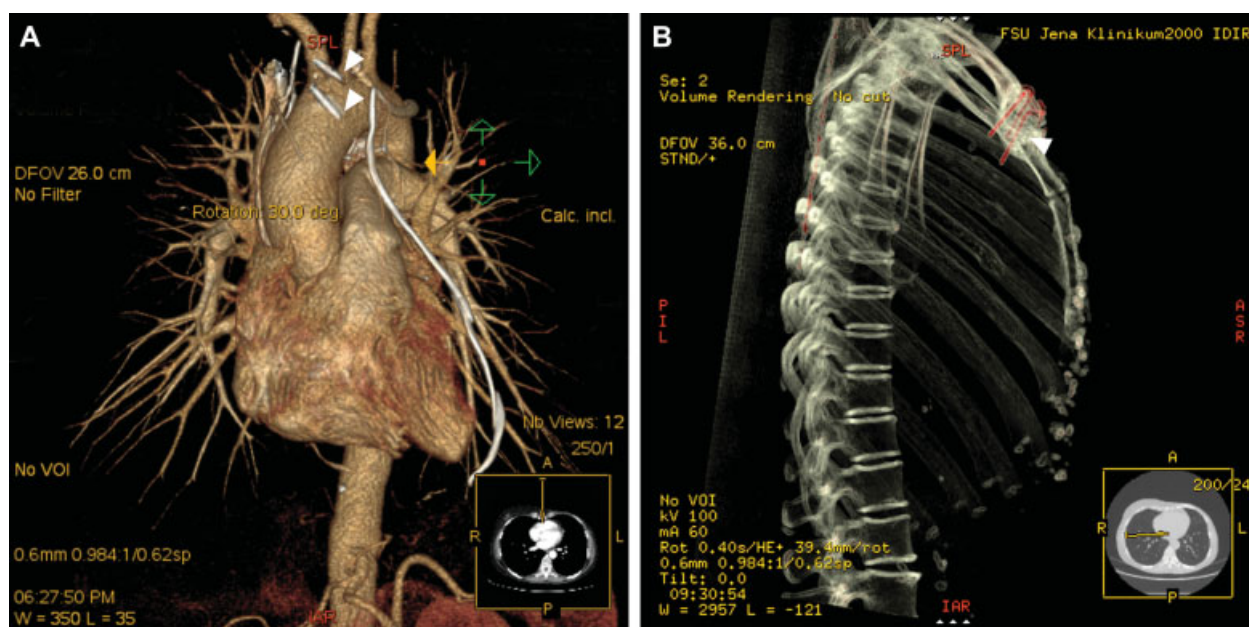 A
SPL
DFOV 26.0 cm
No Filter
Rotation: 30.0 deg
Calc. incl.
Nb Views: 12
250/1
No VOI
A
R
L
P
0.6mm 0.984:1/0.62sp
06:27:50 PM
W = 350 L = 35
IAR
B
SPL
FSU Jena Klinikum2000 IDIR
Se: 2
Volume Rendering No cut
DFOV 36.0 cm
STND/+
P
I
L
A
S
R
No VOI
kV 100
mA 60
Rot 0.40s/HE+ 39.4mm/rot
0.6mm 0.984:1/0.62sp
Tilt: 0.0
09:30:54
W = 2957 L = -121
IAR
A
200/24
R
L
P